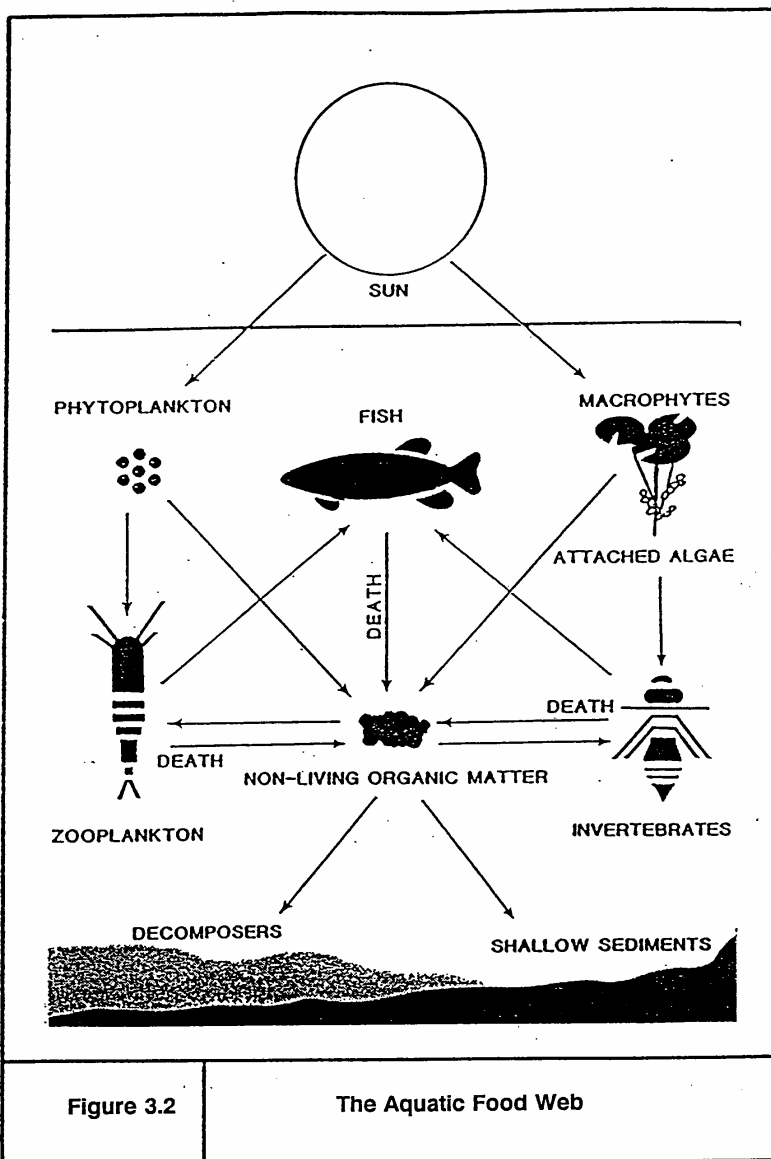 SUN
PHYTOPLANKTON
FISH
MACROPHYTES
ATTACHED ALGAE
DEATH
DEATH
DEATH
NON-LIVING ORGANIC MATTER
ZOOPLANKTON
INVERTEBRATES
DECOMPOSERS
SHALLOW SEDIMENTS
Figure 3.2
The Aquatic Food Web